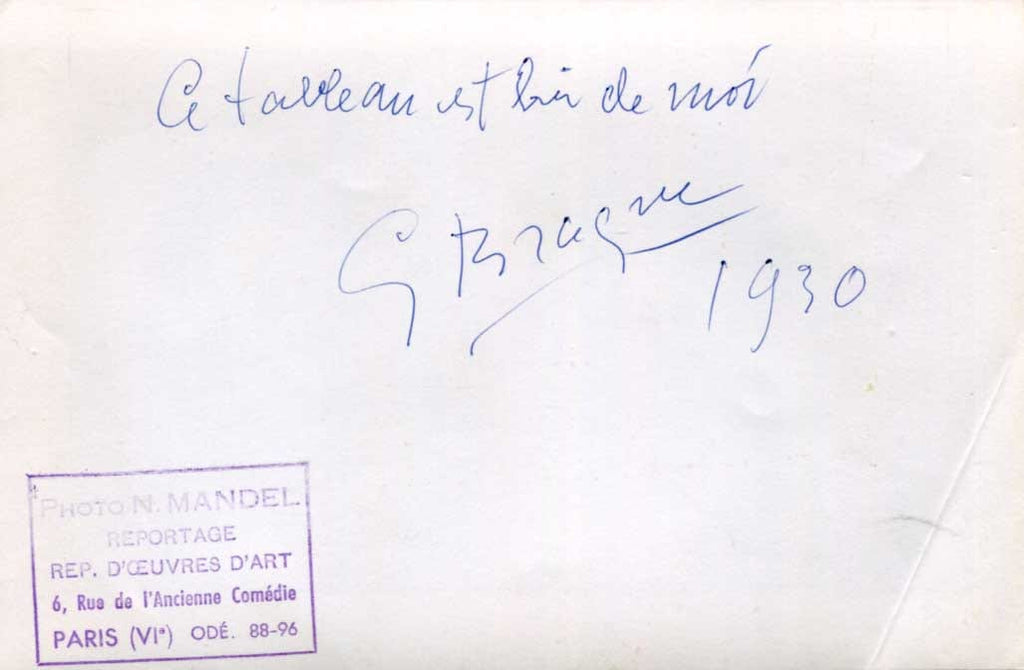 Ce tableau est bien de moi
G Braque
1930
PHOTO N. MANDEL
REPORTAGE
REP. D'ŒUVRES D'ART
6, Rue de l'Ancienne Comédie
PARIS (VIᵉ) ODÉ. 88-96